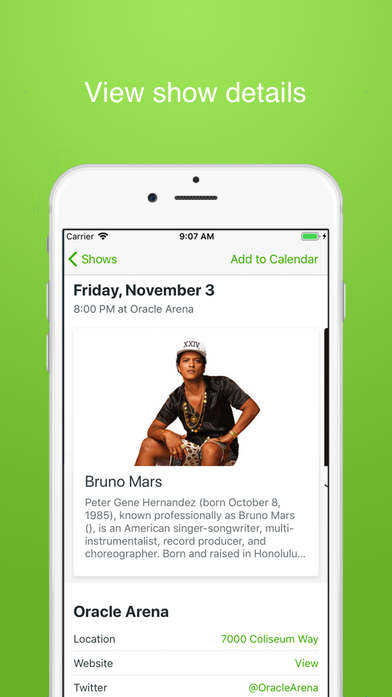 View show details
Carrier
9:07 AM
Shows
Add to Calendar
Friday, November 3
8:00 PM at Oracle Arena
XXIV
Bruno Mars
Peter Gene Hernandez (born October 8,
1985), known professionally as Bruno Mars
(), is an American singer-songwriter, multi-
instrumentalist, record producer, and
choreographer. Born and raised in Honolulu...
Oracle Arena
Location
7000 Coliseum Way
Website
View
Twitter
@OracleArena